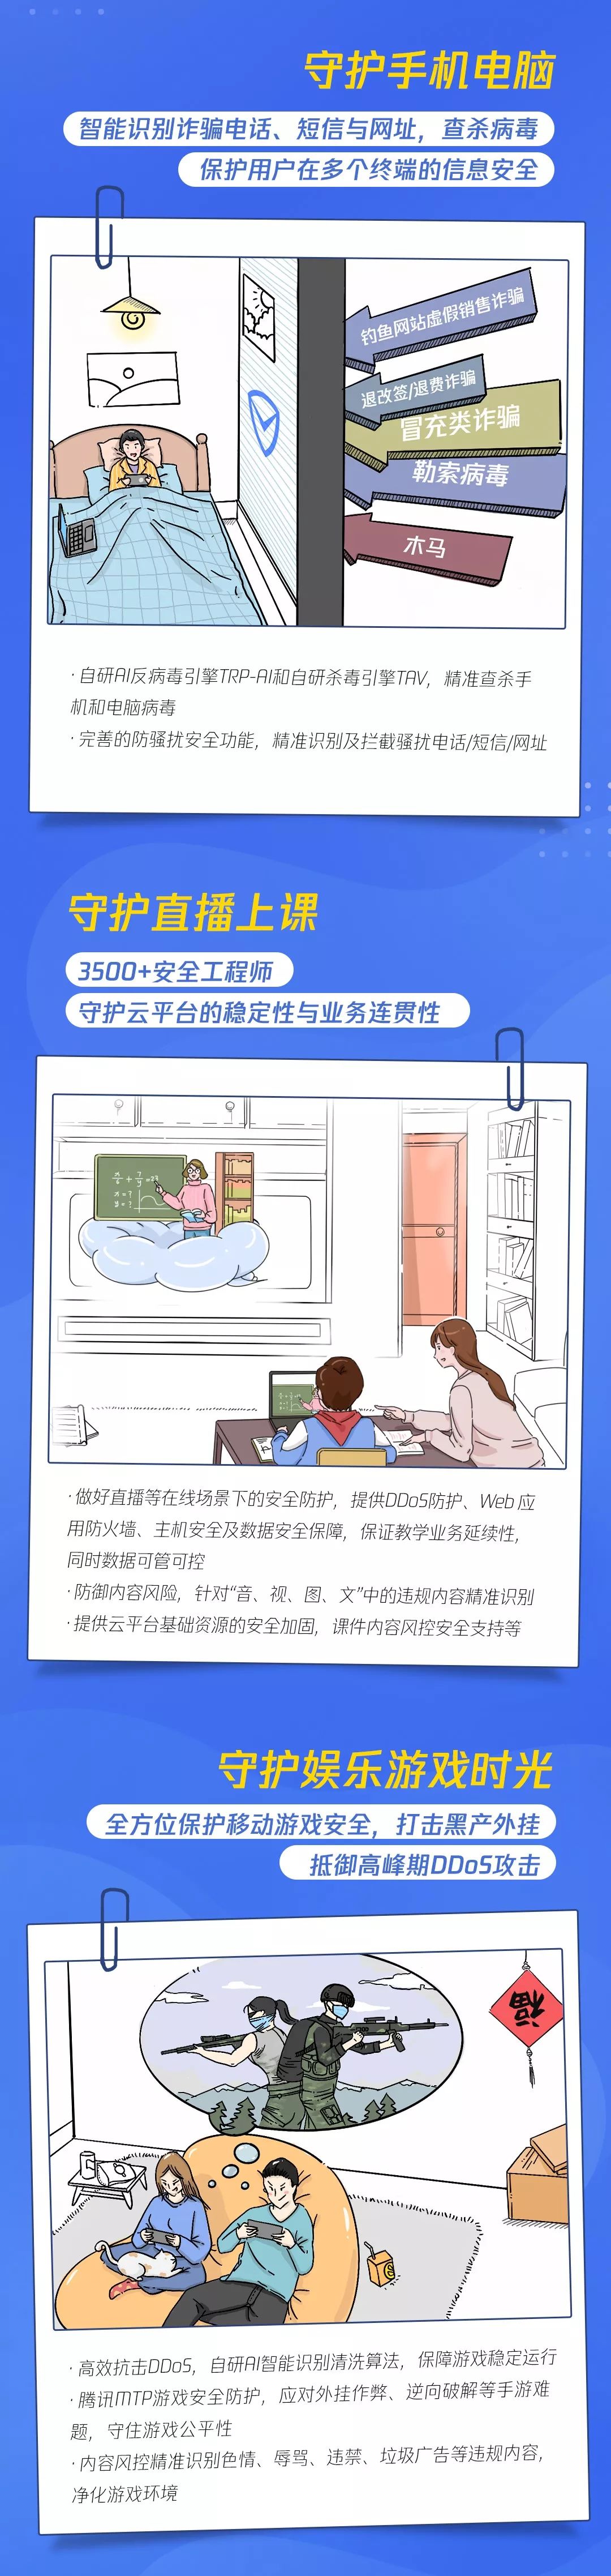 守护手机电脑
智能识别诈骗电话、短信与网址，查杀病毒
保护用户在多个终端的信息安全
钓鱼网站虚假销售诈骗
退改签/退费诈骗
冒充类诈骗
勒索病毒
木马
·自研AI反病毒引擎TRP-AI和自研杀毒引擎TAV，精准查杀手
机和电脑病毒
·完善的防骚扰安全功能，精准识别及拦截骚扰电话/短信/网址
守护直播上课
3500+安全工程师
守护云平台的稳定性与业务连贯性
·做好直播等在线场景下的安全防护，提供DDoS防护、Web应
用防火墙、主机安全及数据安全保障，保证教学业务延续性，
同时数据可管可控
·防御内容风险，针对“音、视、图、文”中的违规内容精准识别
·提供云平台基础资源的安全加固，课件内容风控安全支持等
守护娱乐游戏时光
全方位保护移动游戏安全，打击黑产外挂
抵御高峰期DDoS攻击
福
·高效抗击DDoS，自研AI智能识别清洗算法，保障游戏稳定运行
·腾讯MTP游戏安全防护，应对外挂作弊、逆向破解等手游难
题，守住游戏公平性
·内容风控精准识别色情、辱骂、违禁、垃圾广告等违规内容，
净化游戏环境